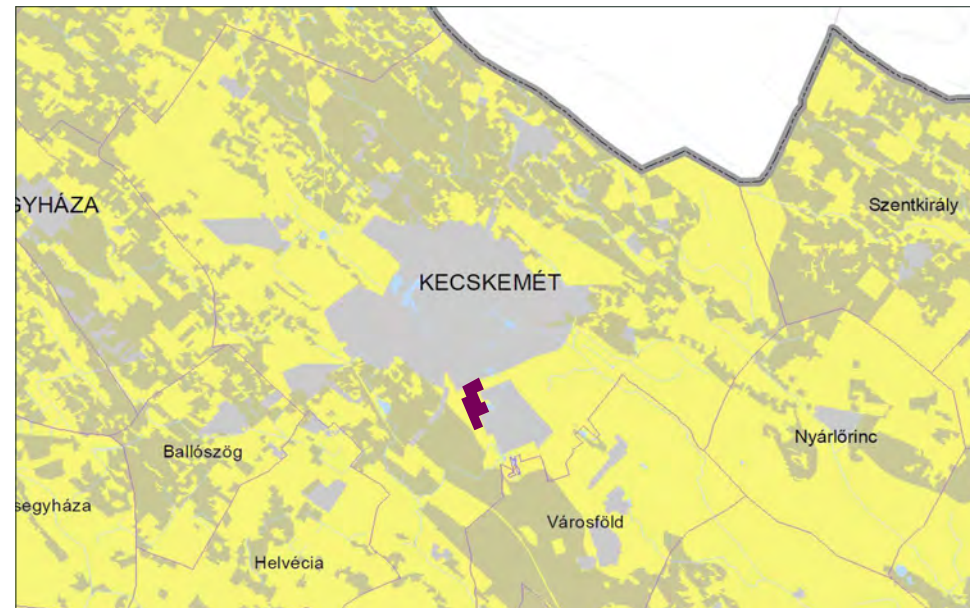 GYHÁZA
Szentkirály
KECSKEMÉT
Nyárlőrinc
Ballószög
segyháza
Városföld
Helvécia